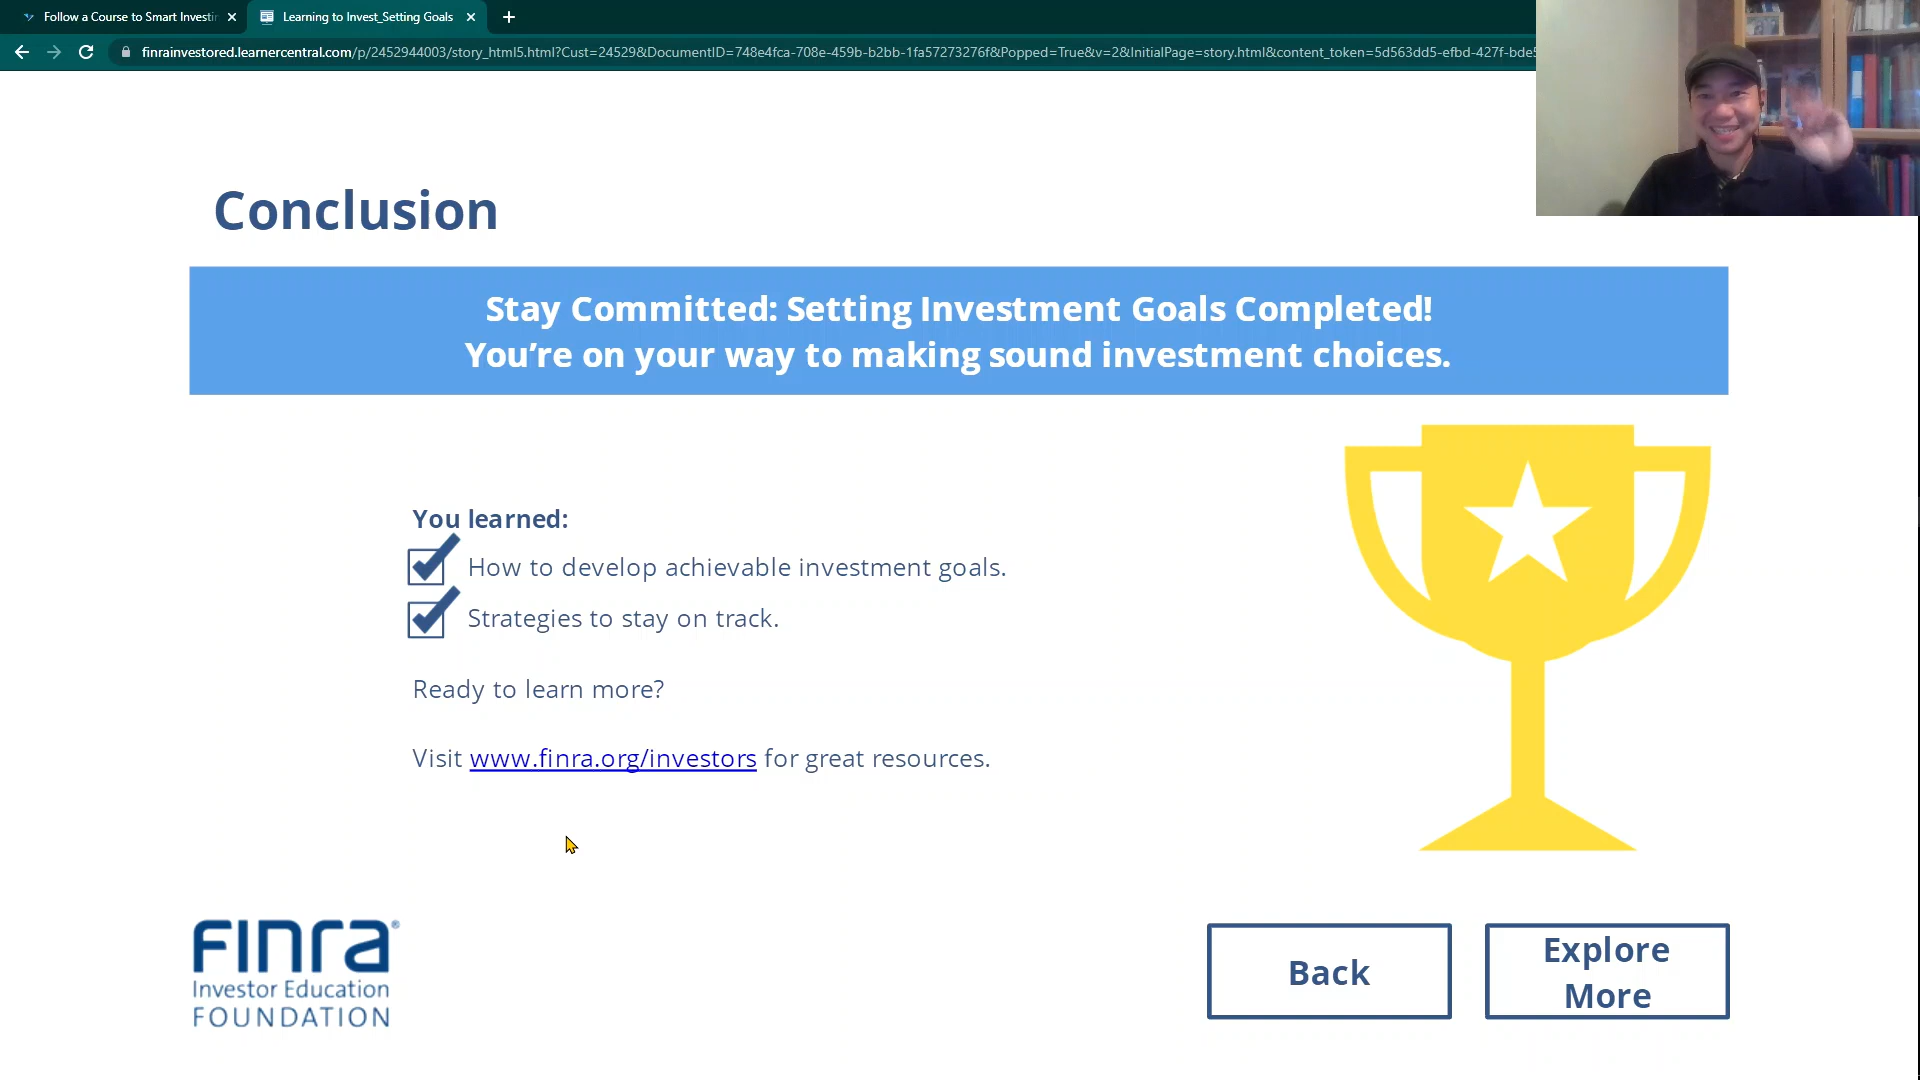 Follow a Course to Smart Investin
Learning to Invest_Setting Goals
finrainvestored.learnercentral.com/p/2452944003/story_html5.html?Cust=24529&DocumentID=748e4fca-708e-459b-b2bb-1fa57273276f&Popped=True&v=2&InitialPage=story.html&content_token=5d563dd5-efbd-427f-bde5
Conclusion
Stay Committed: Setting Investment Goals Completed!
You’re on your way to making sound investment choices.
You learned:
How to develop achievable investment goals.
Strategies to stay on track.
Ready to learn more?
Visit www.finra.org/investors for great resources.
Finra®
Investor Education
FOUNDATION
Back
Explore
More